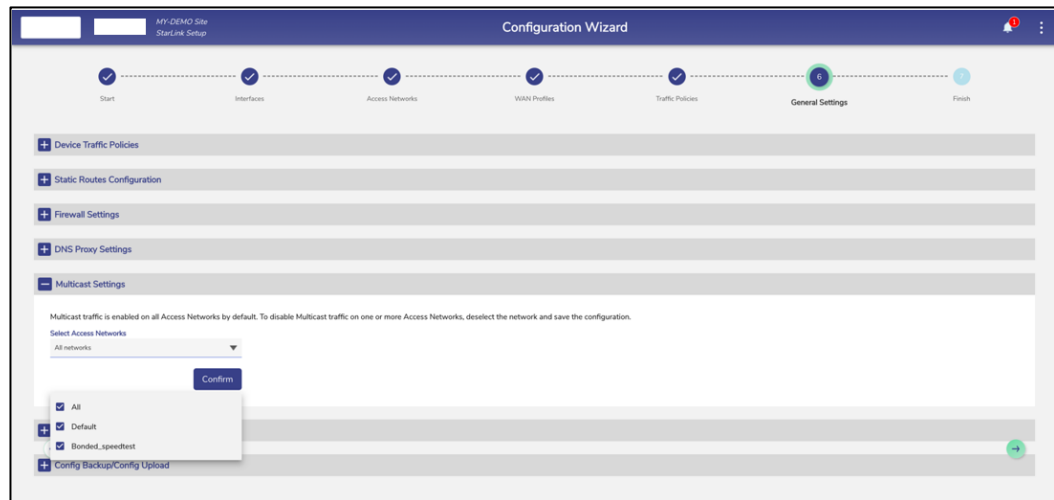 MY-DEMO Site
StarLink Setup
Configuration Wizard
1
Start
Interfaces
Access Networks
WAN Profiles
Traffic Policies
6
General Settings
7
Finish
Device Traffic Policies
Static Routes Configuration
Firewall Settings
DNS Proxy Settings
Multicast Settings
Multicast traffic is enabled on all Access Networks by default. To disable Multicast traffic on one or more Access Networks, deselect the network and save the configuration.
Select Access Networks
All networks
Confirm
All
Default
Bonded_speedtest
Config Backup/Config Upload